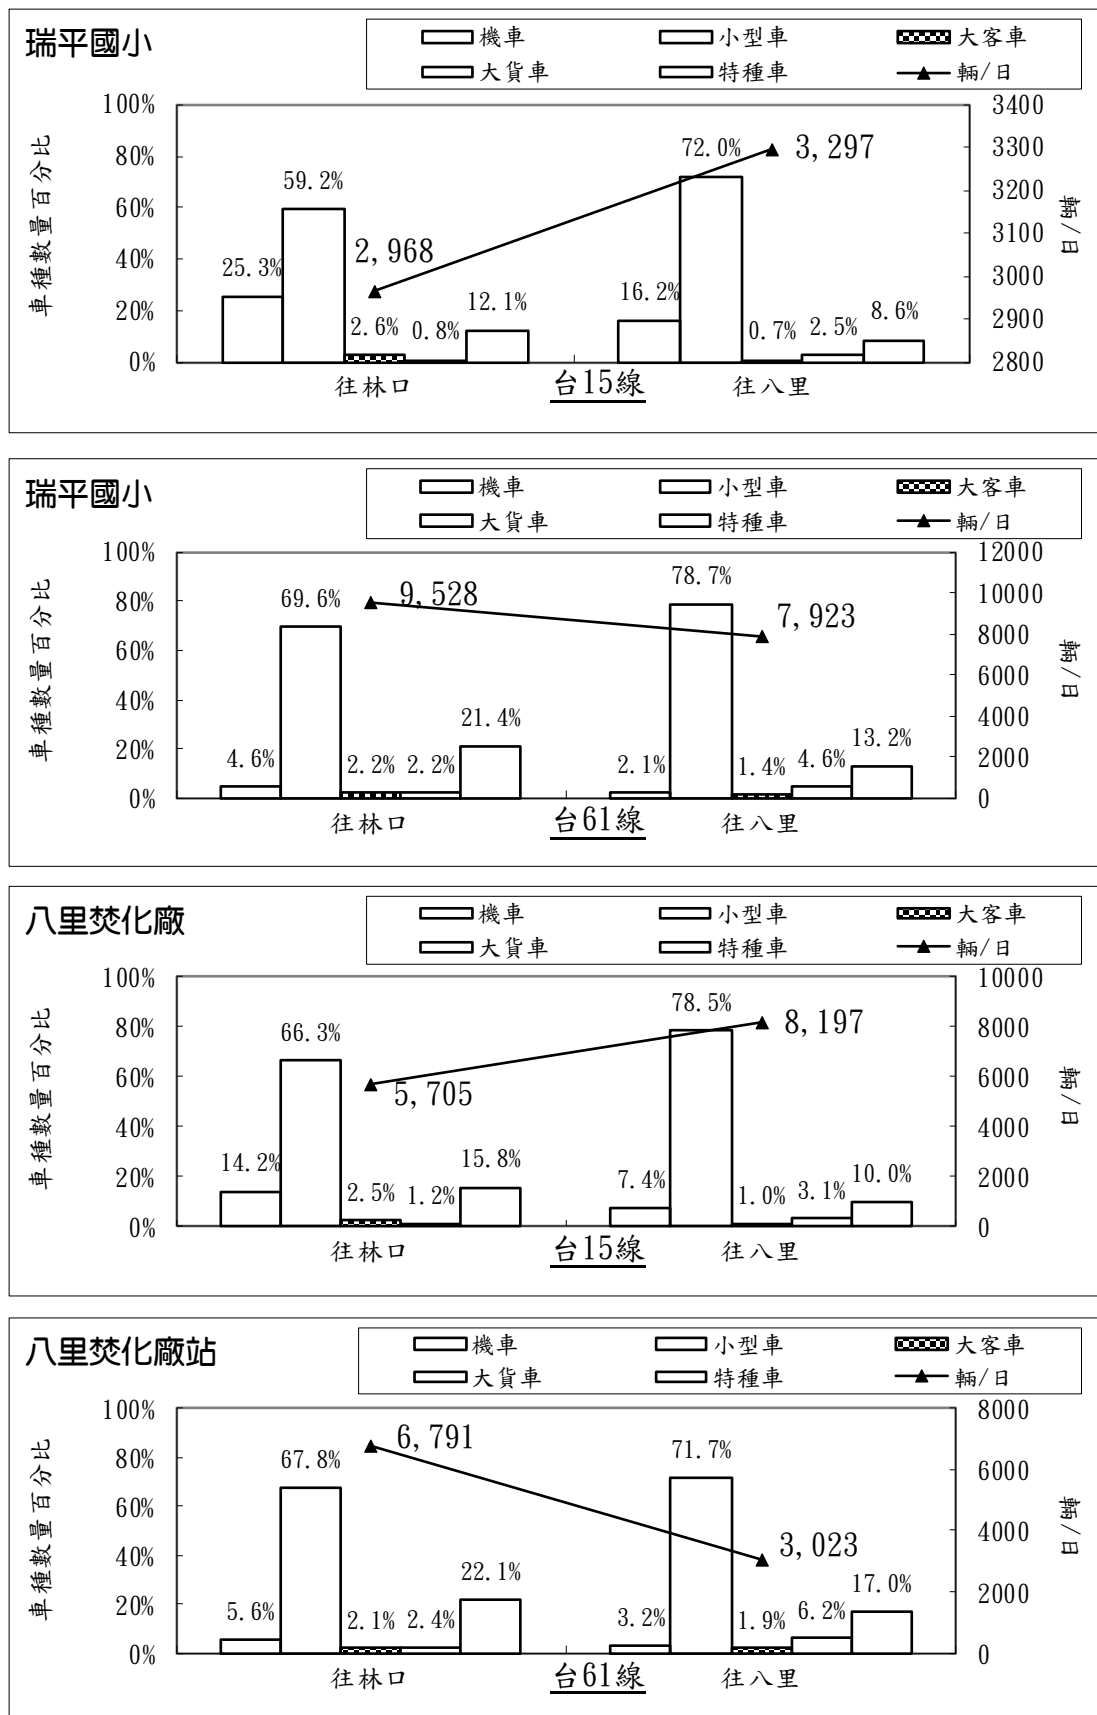 瑞平國小
機車 小型車 大客車
大貨車 特種車 輛/日
車種數量百分比
輛/日
100% 80% 60% 40% 20% 0%
3400 3300 3200 3100 3000 2900 2800
25.3% 59.2% 2.6% 0.8% 12.1%
16.2% 72.0% 0.7% 2.5% 8.6%
2,968 3,297
往林口 台15線 往八里
瑞平國小
機車 小型車 大客車
大貨車 特種車 輛/日
車種數量百分比
輛/日
100% 80% 60% 40% 20% 0%
12000 10000 8000 6000 4000 2000 0
4.6% 69.6% 2.2% 2.2% 21.4%
2.1% 78.7% 1.4% 4.6% 13.2%
9,528 7,923
往林口 台61線 往八里
八里焚化廠
機車 小型車 大客車
大貨車 特種車 輛/日
車種數量百分比
輛/日
100% 80% 60% 40% 20% 0%
10000 8000 6000 4000 2000 0
14.2% 66.3% 2.5% 1.2% 15.8%
7.4% 78.5% 1.0% 3.1% 10.0%
5,705 8,197
往林口 台15線 往八里
八里焚化廠站
機車 小型車 大客車
大貨車 特種車 輛/日
車種數量百分比
輛/日
100% 80% 60% 40% 20% 0%
8000 6000 4000 2000 0
5.6% 67.8% 2.1% 2.4% 22.1%
3.2% 71.7% 1.9% 6.2% 17.0%
6,791 3,023
往林口 台61線 往八里